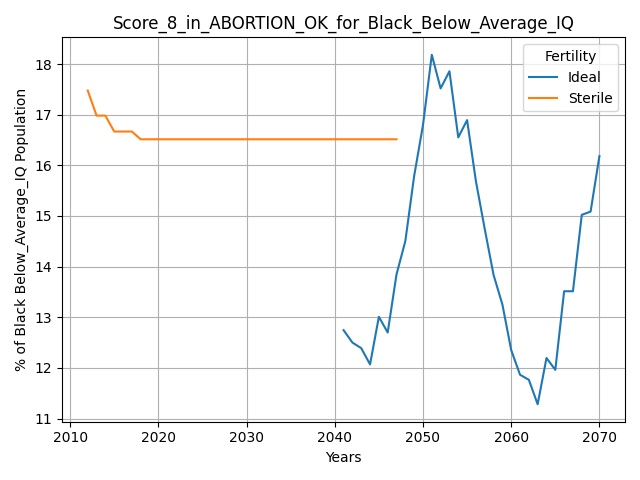 Score_8_in_ABORTION_OK_for_Black_Below_Average_IQ
% of Black Below_Average_IQ Population
18
17
16
15
14
13
12
11
Fertility
Ideal
Sterile
2010 2020 2030 2040 2050 2060 2070
Years